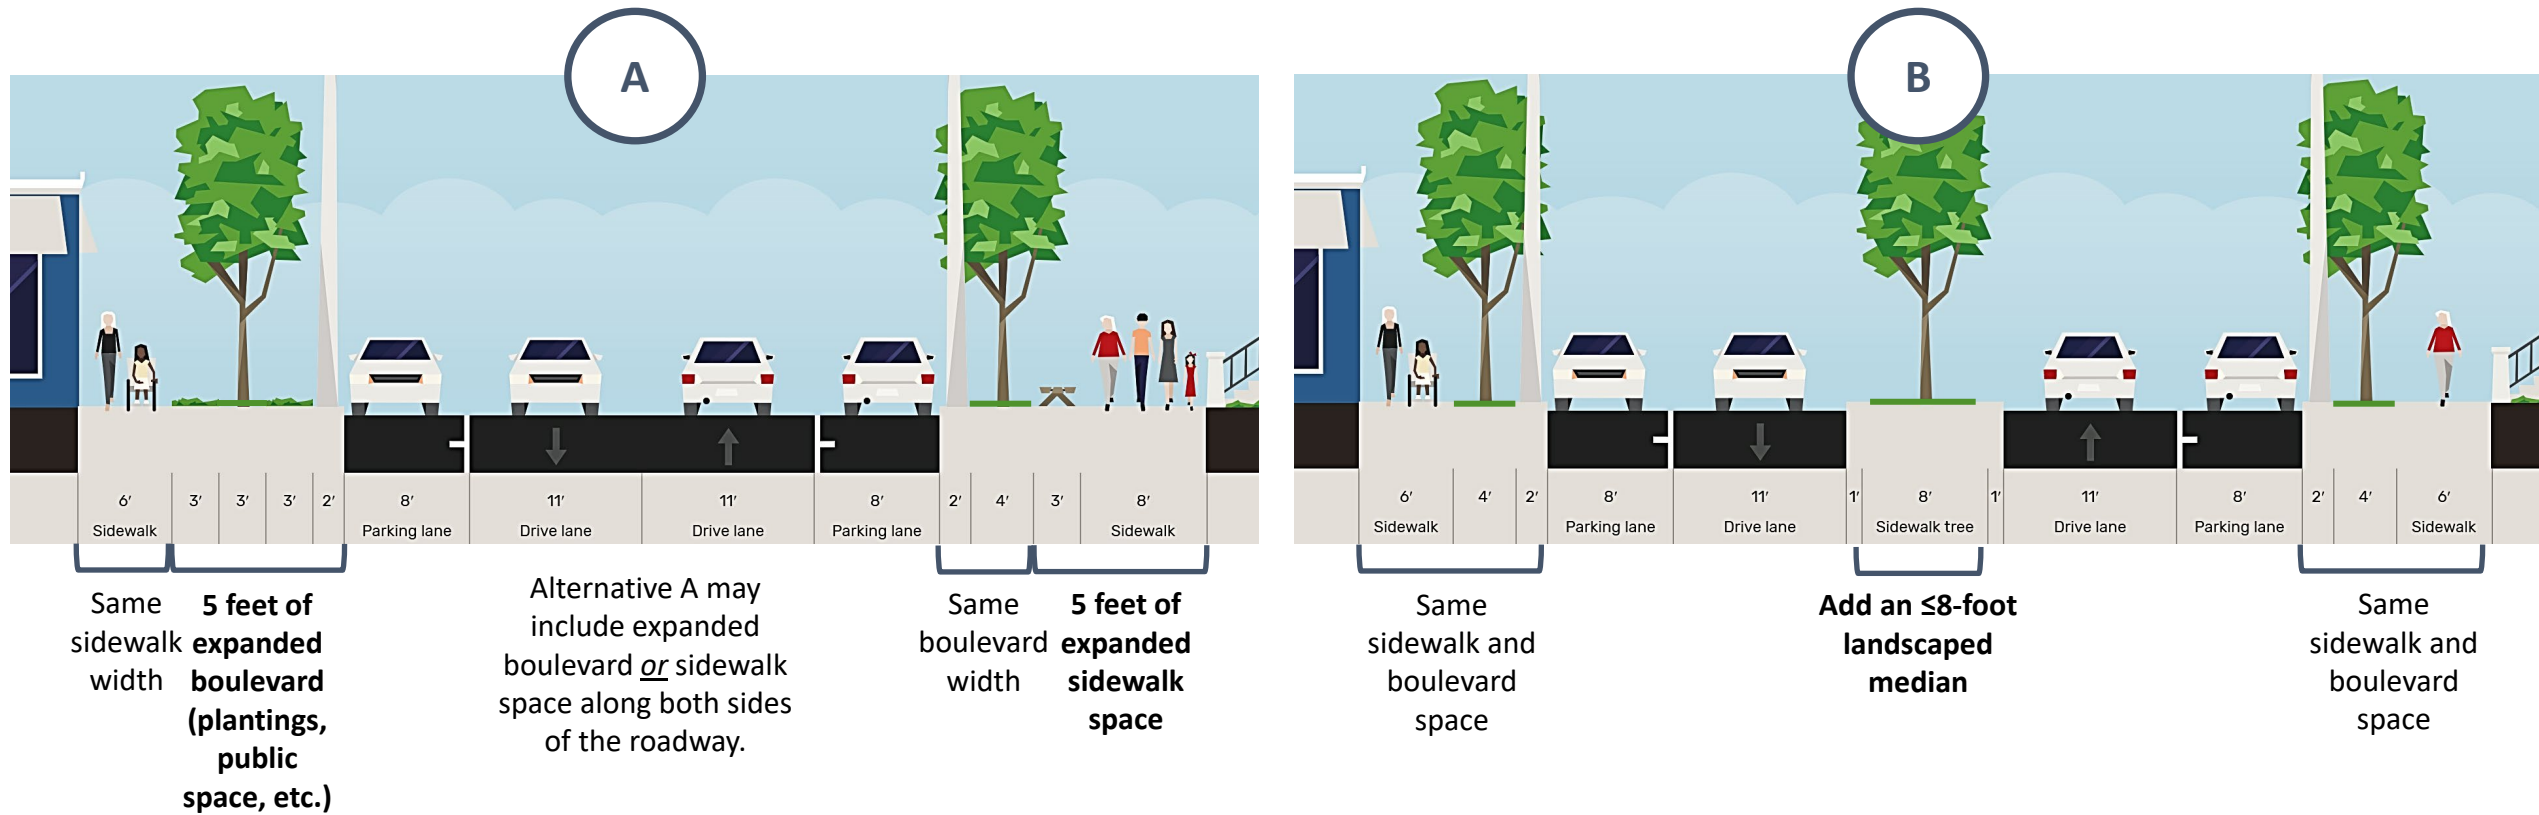 A
6' 3' 3' 3' 2' 8' 11' 11' 8' 2' 4' 3' 8'
Sidewalk Parking lane Drive lane Drive lane Parking lane Sidewalk
Same
sidewalk
width
5 feet of
expanded
boulevard
(plantings,
public
space, etc.)
Alternative A may
include expanded
boulevard or sidewalk
space along both sides
of the roadway.
Same
boulevard
width
5 feet of
expanded
sidewalk
space
B
6' 4' 2' 8' 11' 1' 8' 1' 11' 8' 2' 4' 6'
Sidewalk Parking lane Drive lane Sidewalk tree Drive lane Parking lane Sidewalk
Same
sidewalk and
boulevard
space
Add an ≤8-foot
landscaped
median
Same
sidewalk and
boulevard
space